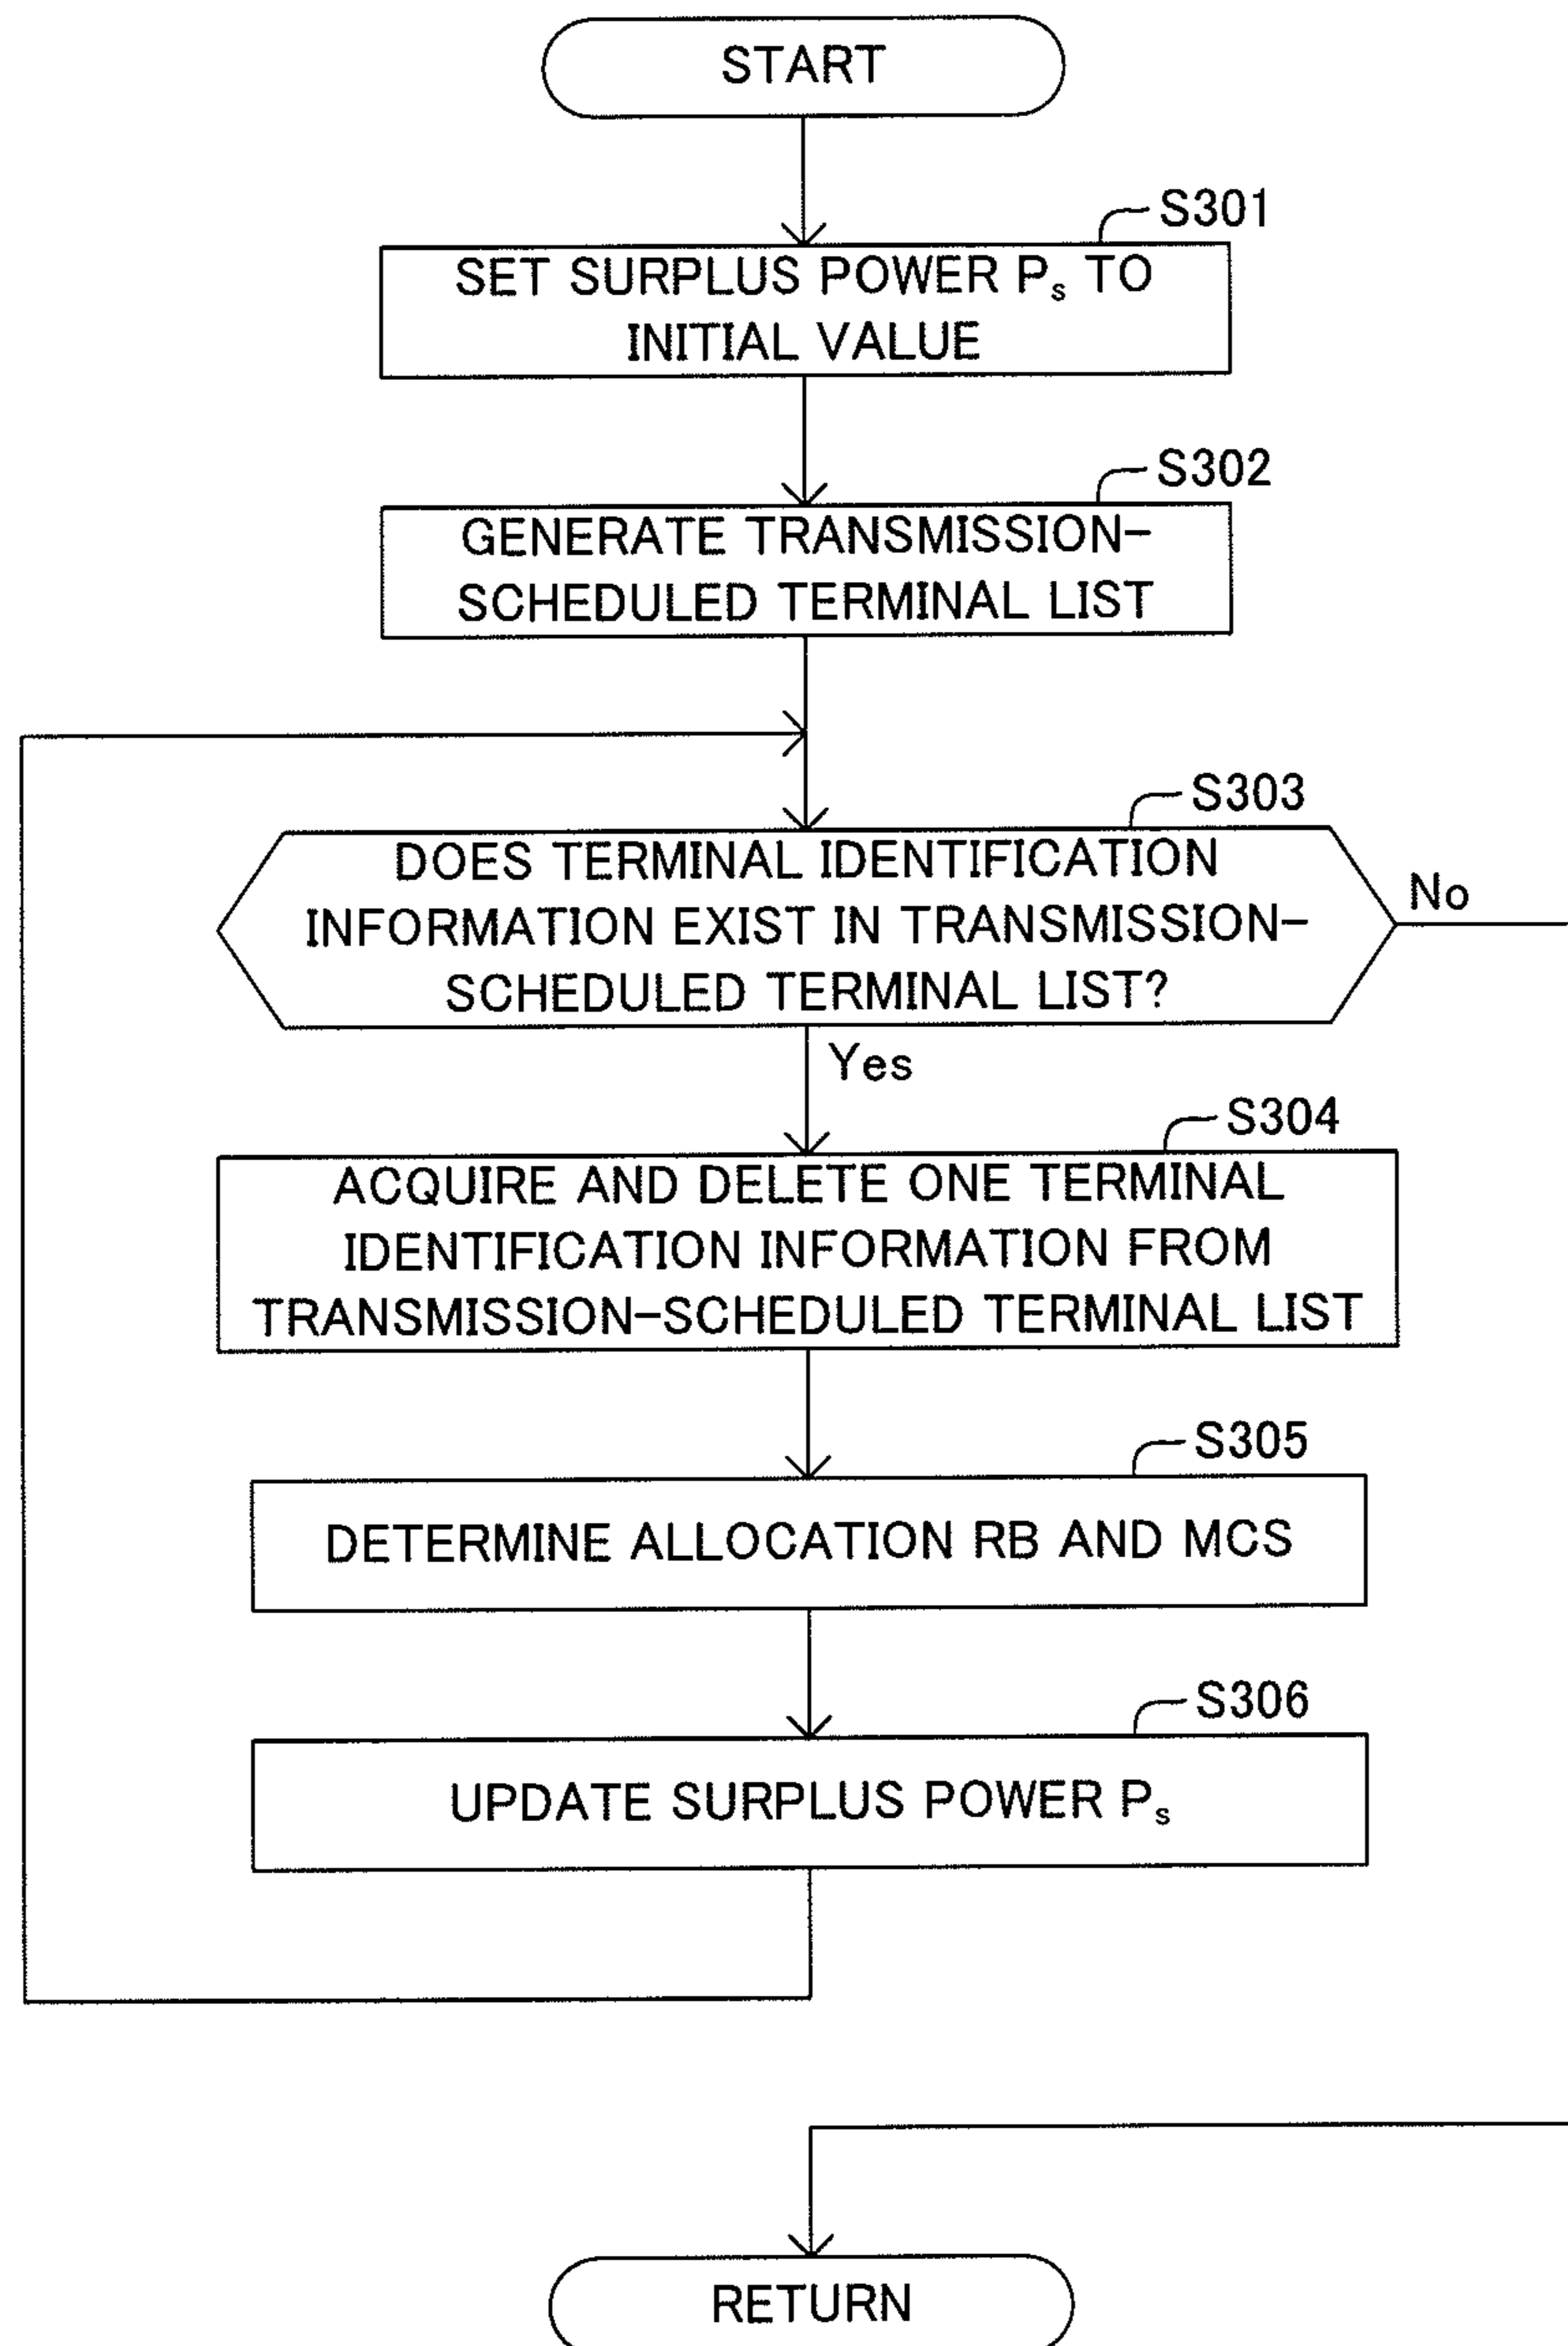 START
S301
SET SURPLUS POWER Ps TO
INITIAL VALUE
S302
GENERATE TRANSMISSION-
SCHEDULED TERMINAL LIST
S303
DOES TERMINAL IDENTIFICATION
INFORMATION EXIST IN TRANSMISSION-
SCHEDULED TERMINAL LIST?
No
Yes
S304
ACQUIRE AND DELETE ONE TERMINAL
IDENTIFICATION INFORMATION FROM
TRANSMISSION-SCHEDULED TERMINAL LIST
S305
DETERMINE ALLOCATION RB AND MCS
S306
UPDATE SURPLUS POWER Ps
RETURN